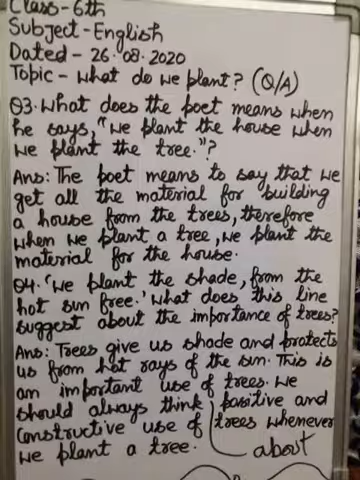 Class-6th
Subject-English
Dated - 26.08.2020
Topic - What do we plant? (Q/A)
Q3. What does the poet means when
he says, "We plant the house when
we plant the tree."?
Ans: The poet means to say that we
get all the material for building
a house from the trees, therefore
when we plant a tree, we plant the
material for the house.
Q4. 'We plant the shade, from the
hot sun free.' What does this line
suggest about the importance of trees?
Ans: Trees give us shade and protects
us from hot rays of the sun. This is
an important use of trees. We
should always think positive and
constructive use of trees whenever
we plant a tree. about